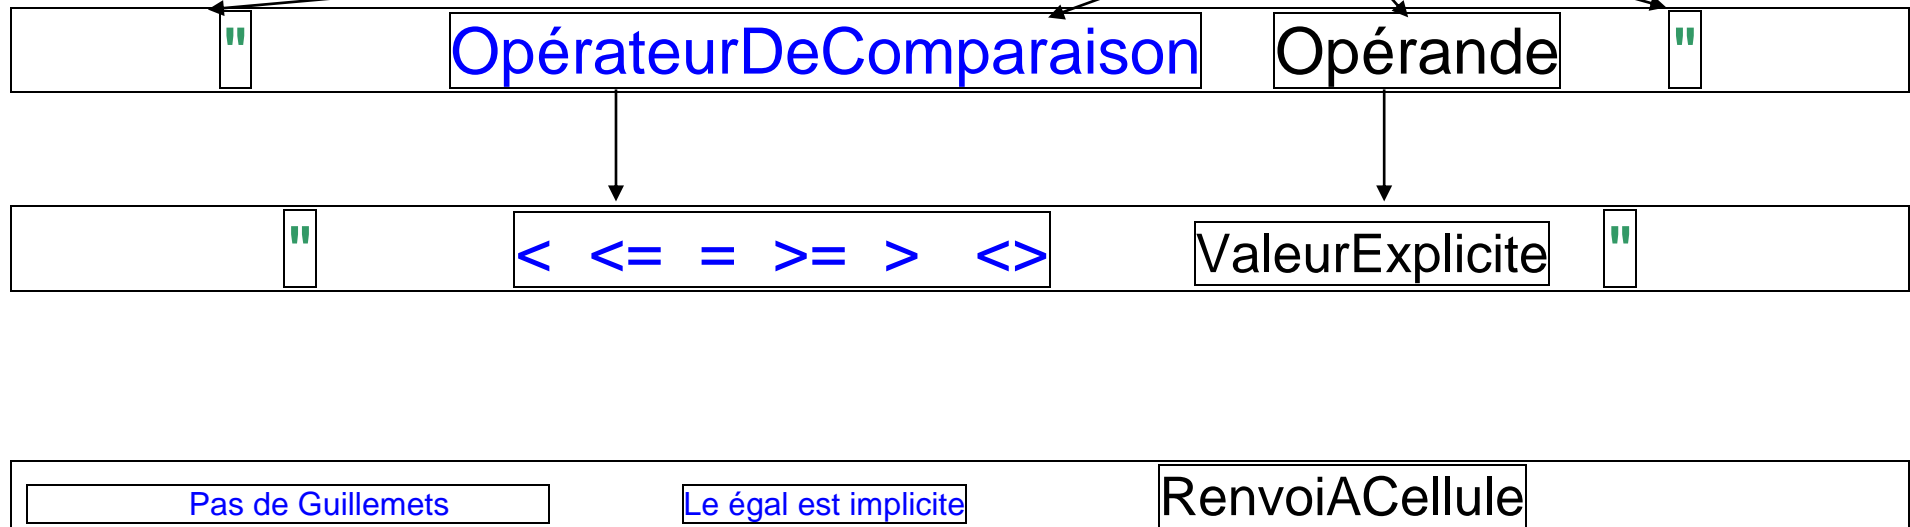 " OpérateurDeComparaison Opérande "
" < <= = >= > <> ValeurExplicite "
Pas de Guillemets Le égal est implicite RenvoiACellule